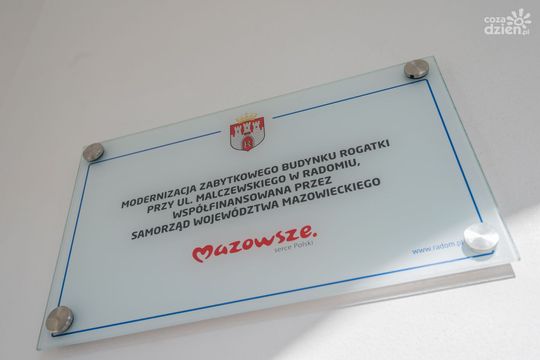 coza
dzień.pl
MODERNIZACJA ZABYTKOWEGO BUDYNKU ROGATKI
PRZY UL. MALCZEWSKIEGO W RADOMIU,
WSPÓŁFINANSOWANA PRZEZ
SAMORZĄD WOJEWÓDZTWA MAZOWIECKIEGO
Mazowsze.
serce Polski
www.radom.pl